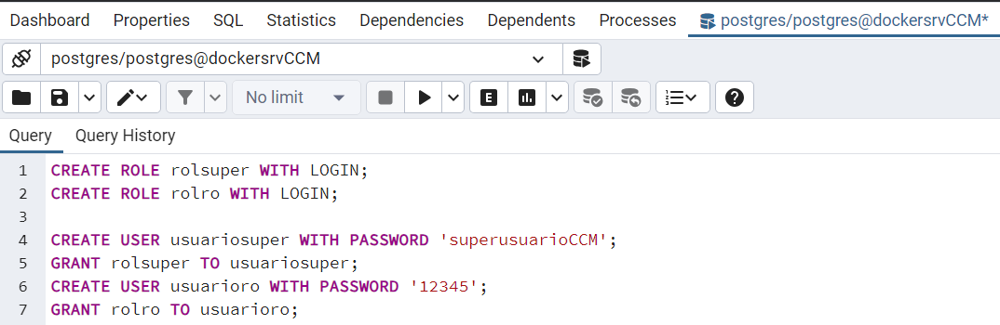 Dashboard Properties SQL Statistics Dependencies Dependents Processes postgres/postgres@dockersrvCCM*
postgres/postgres@dockersrvCCM
No limit E
Query Query History
1 CREATE ROLE rolsuper WITH LOGIN;
2 CREATE ROLE rolro WITH LOGIN;
3
4 CREATE USER usuariosuper WITH PASSWORD 'superusuarioCCM';
5 GRANT rolsuper TO usuariosuper;
6 CREATE USER usuarioro WITH PASSWORD '12345';
7 GRANT rolro TO usuarioro;